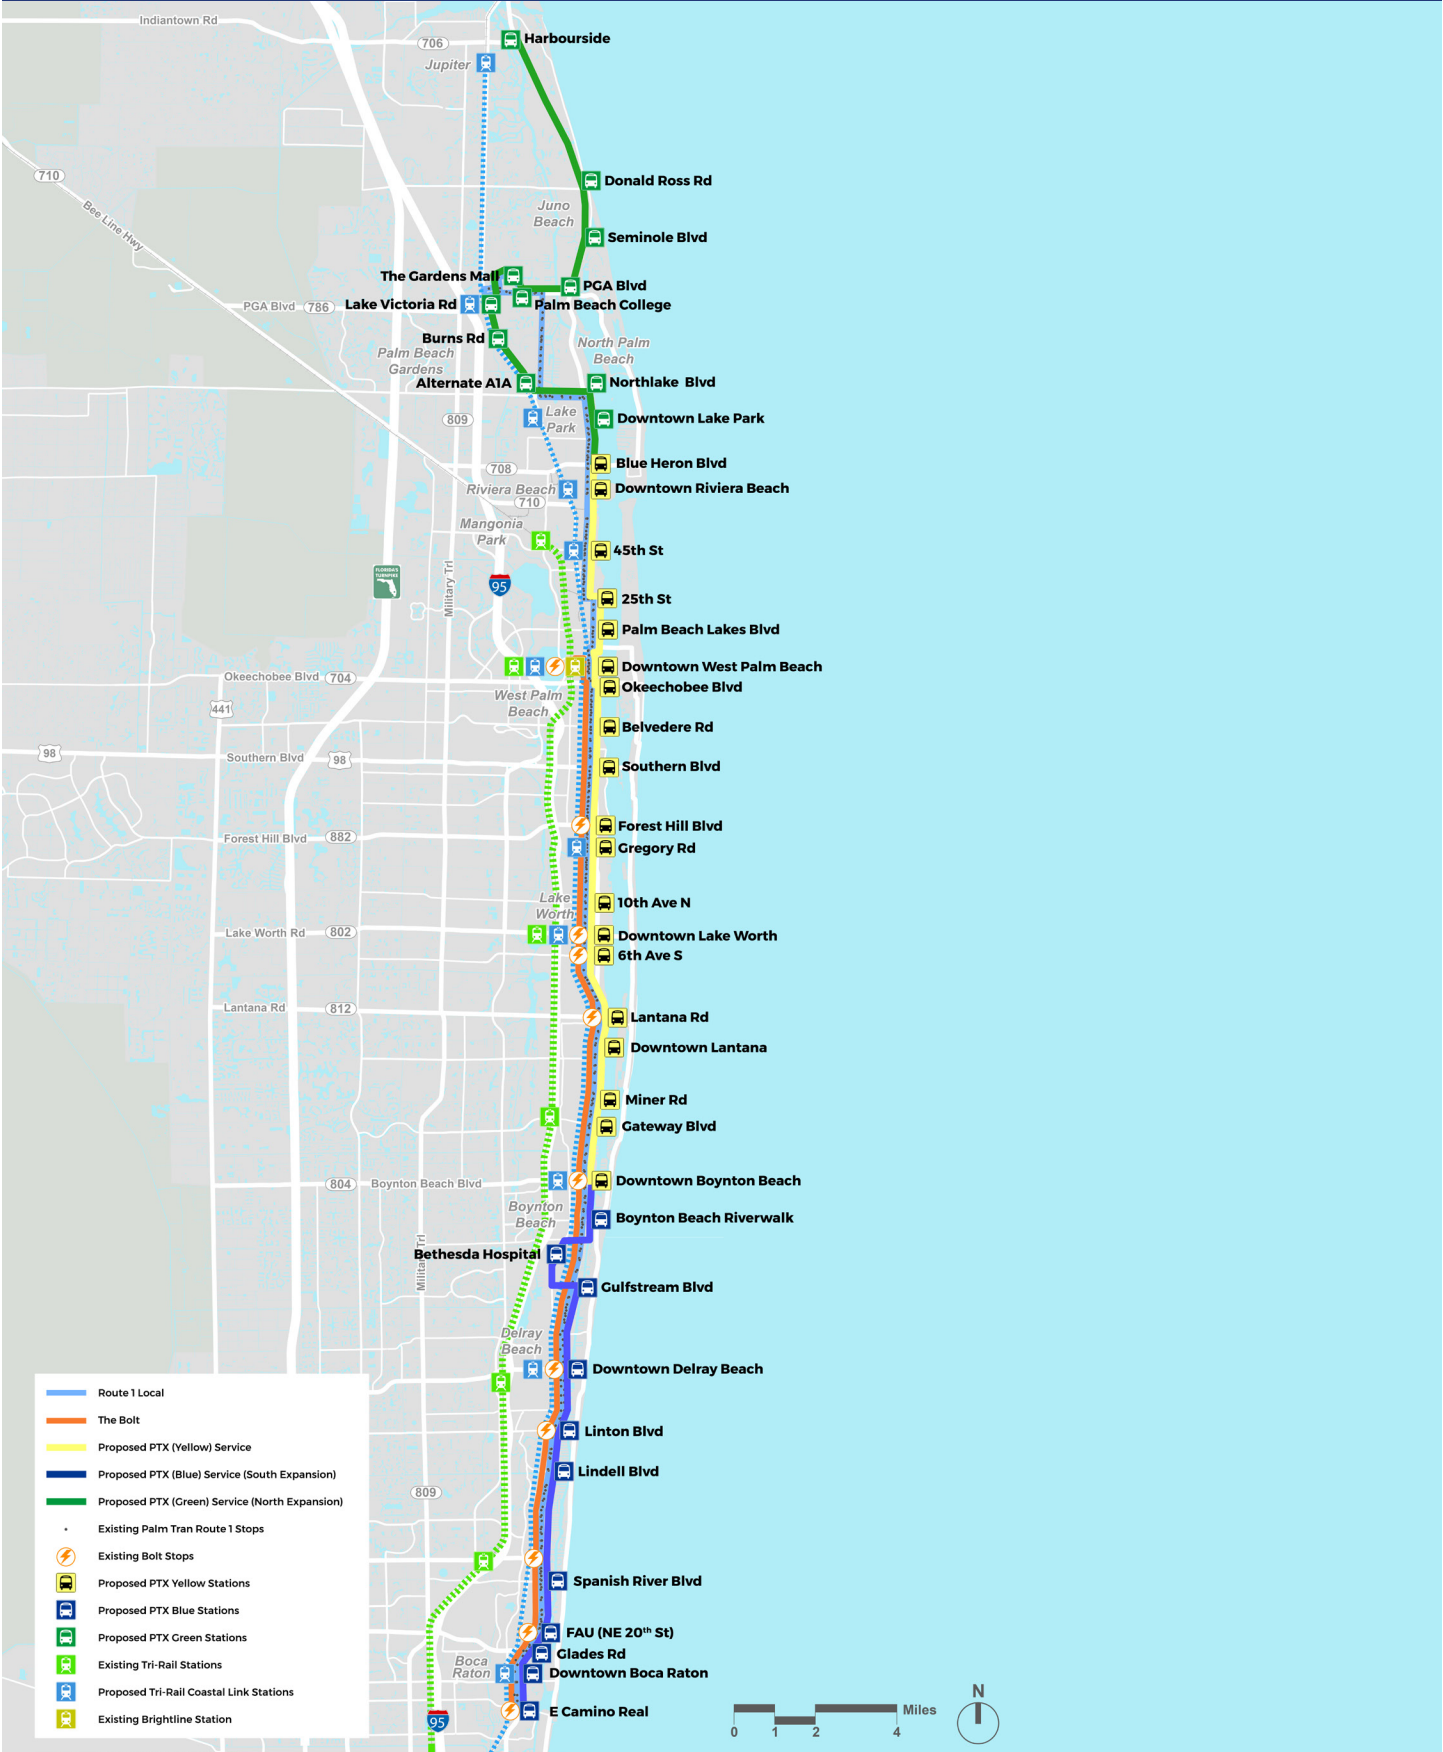 Indiantown Rd
706
Harbourside
Jupiter
710
Bee Line Hwy
Donald Ross Rd
Juno
Beach
Seminole Blvd
The Gardens Mall
PGA Blvd
PGA Blvd
786
Lake Victoria Rd
Palm Beach College
Burns Rd
North Palm
Beach
Palm Beach
Gardens
Alternate A1A
Northlake Blvd
809
Lake
Park
Downtown Lake Park
708
Blue Heron Blvd
Riviera Beach
Downtown Riviera Beach
710
Mangonia
Park
45th St
FLORIDA'S
TURNPIKE
Military Trl
95
25th St
Palm Beach Lakes Blvd
Downtown West Palm Beach
Okeechobee Blvd
704
Okeechobee Blvd
West Palm
Beach
441
Belvedere Rd
98
Southern Blvd
98
Southern Blvd
Forest Hill Blvd
Forest Hill Blvd
882
Gregory Rd
Lake
Worth
10th Ave N
Lake Worth Rd
802
Downtown Lake Worth
6th Ave S
Lantana Rd
812
Lantana Rd
Downtown Lantana
Miner Rd
Gateway Blvd
804
Boynton Beach Blvd
Downtown Boynton Beach
Boynton
Beach
Boynton Beach Riverwalk
Military Trl
Bethesda Hospital
Gulfstream Blvd
Delray
Beach
Downtown Delray Beach
Linton Blvd
Lindell Blvd
809
Spanish River Blvd
FAU (NE 20th St)
Glades Rd
Boca
Raton
Downtown Boca Raton
E Camino Real
95
Route 1 Local
The Bolt
Proposed PTX (Yellow) Service
Proposed PTX (Blue) Service (South Expansion)
Proposed PTX (Green) Service (North Expansion)
Existing Palm Tran Route 1 Stops
Existing Bolt Stops
Proposed PTX Yellow Stations
Proposed PTX Blue Stations
Proposed PTX Green Stations
Existing Tri-Rail Stations
Proposed Tri-Rail Coastal Link Stations
Existing Brightline Station
Miles
0 1 2 4
N